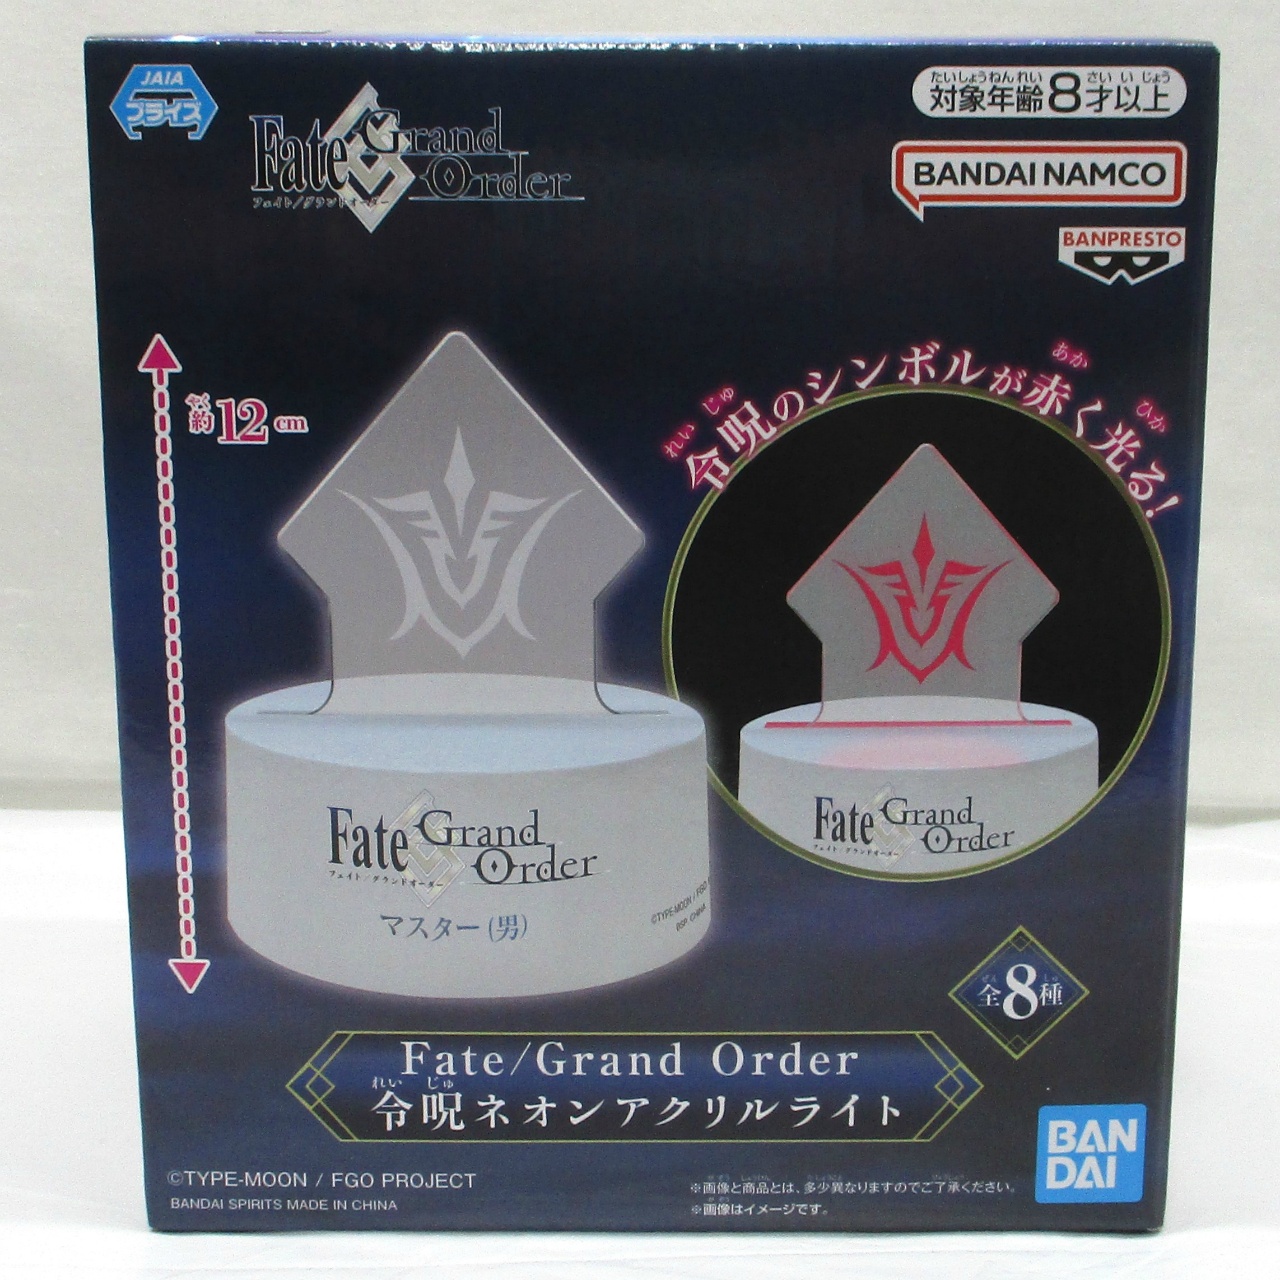 JAIA
プライズ
Fate/Grand Order
フェイト/グランドオーダー
たいしょうねんれい さい い じょう
対象年齢8才以上
BANDAI NAMCO
BANPRESTO
やく
約12cm
れい じゅ あか ひか
令呪のシンボルが赤く光る!
Fate/Grand Order
フェイト/グランドオーダー
マスター(男)
©TYPE-MOON / FGO
BSP CHINA
Fate/Grand Order
フェイト/グランドオーダー
ぜん しゅ
全8種
Fate/Grand Order
れい じゅ
令呪ネオンアクリルライト
BAN
DAI
©TYPE-MOON / FGO PROJECT
BANDAI SPIRITS MADE IN CHINA
※画像と商品とは、多少異なりますのでご了承ください。
※画像はイメージです。